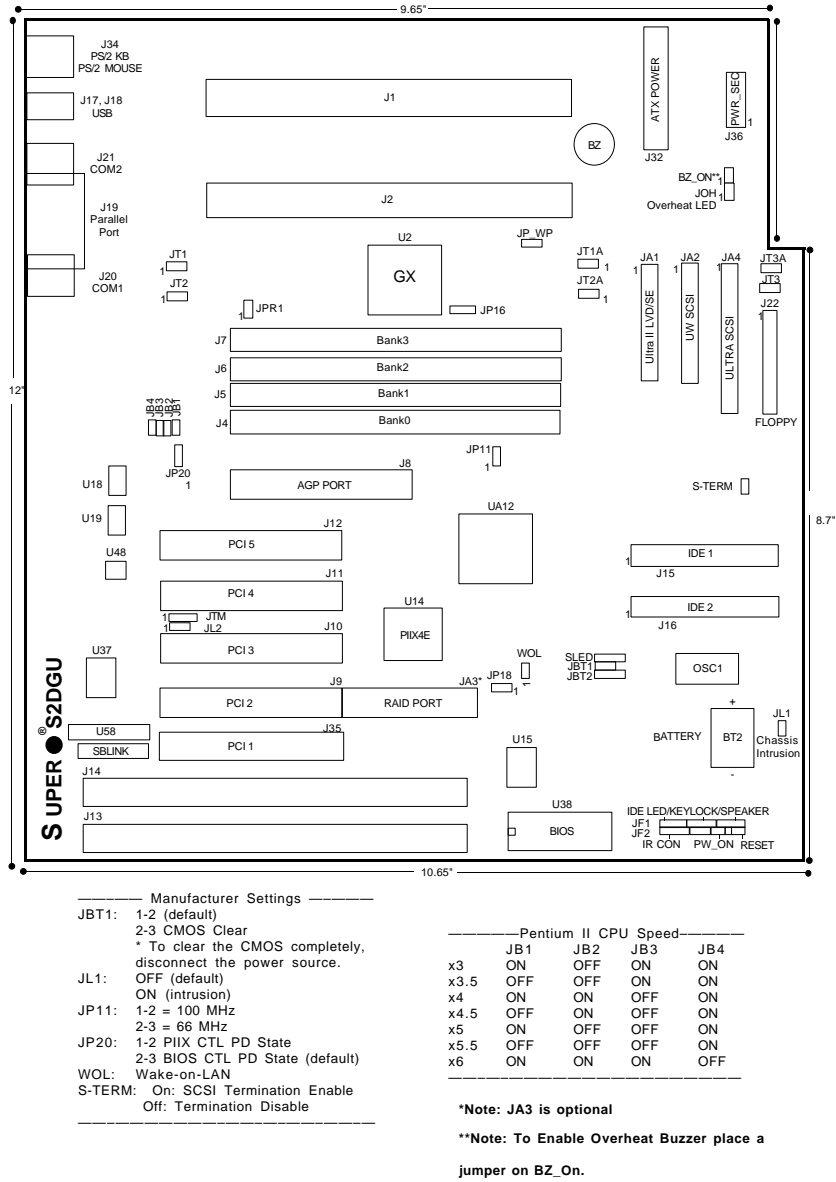 9.65"
J34
PS/2 KB
PS/2 MOUSE
J17, J18
USB
J21
COM2
J19
Parallel
Port
J20
COM1
J1
J2
BZ
ATX POWER
J32
PWR_SEC
1
J36
BZ_ON**
1
JOH 1
Overheat LED
JT1
1
JT2
1
U2
GX
JP_WP
JT1A
1
JT2A
1
JA1
1
Ultra II LVD/SE
JA2
1
UW SCSI
JA4
1
ULTRA SCSI
JT3A
JT3
J22
1
FLOPPY
JPR1
1
JP16
J7 Bank3
J6 Bank2
J5 Bank1
J4 Bank0
12"
JB4
JB3
JB2
JB1
JP20
1
JP11
1
U18
U19
U48
J8
AGP PORT
S-TERM
8.7"
UA12
J12
PCI 5
J11
PCI 4
1 JTM
1 JL2
J10
PCI 3
U14
PIIX4E
IDE 1
1
J15
IDE 2
1
J16
U37
WOL
1
JP18
1
SLED
JBT1
JBT2
OSC1
J9
PCI 2
JA3*
RAID PORT
J35
PCI 1
U58
SBLINK
SUPER ® S2DGU
U15
BATTERY
+
BT2
-
JL1
Chassis
Intrusion
J14
J13
U38
BIOS
IDE LED/KEYLOCK/SPEAKER
JF1
JF2
IR CON PW_ON RESET
10.65"
Manufacturer Settings
JBT1: 1-2 (default)
2-3 CMOS Clear
* To clear the CMOS completely,
disconnect the power source.
JL1: OFF (default)
ON (intrusion)
JP11: 1-2 = 100 MHz
2-3 = 66 MHz
JP20: 1-2 PIIX CTL PD State
2-3 BIOS CTL PD State (default)
WOL: Wake-on-LAN
S-TERM: On: SCSI Termination Enable
Off: Termination Disable
Pentium II CPU Speed
JB1 JB2 JB3 JB4
x3 ON OFF ON ON
x3.5 OFF OFF ON ON
x4 ON ON OFF ON
x4.5 OFF ON OFF ON
x5 ON OFF OFF ON
x5.5 OFF OFF OFF ON
x6 ON ON ON OFF
*Note: JA3 is optional
**Note: To Enable Overheat Buzzer place a
jumper on BZ_On.